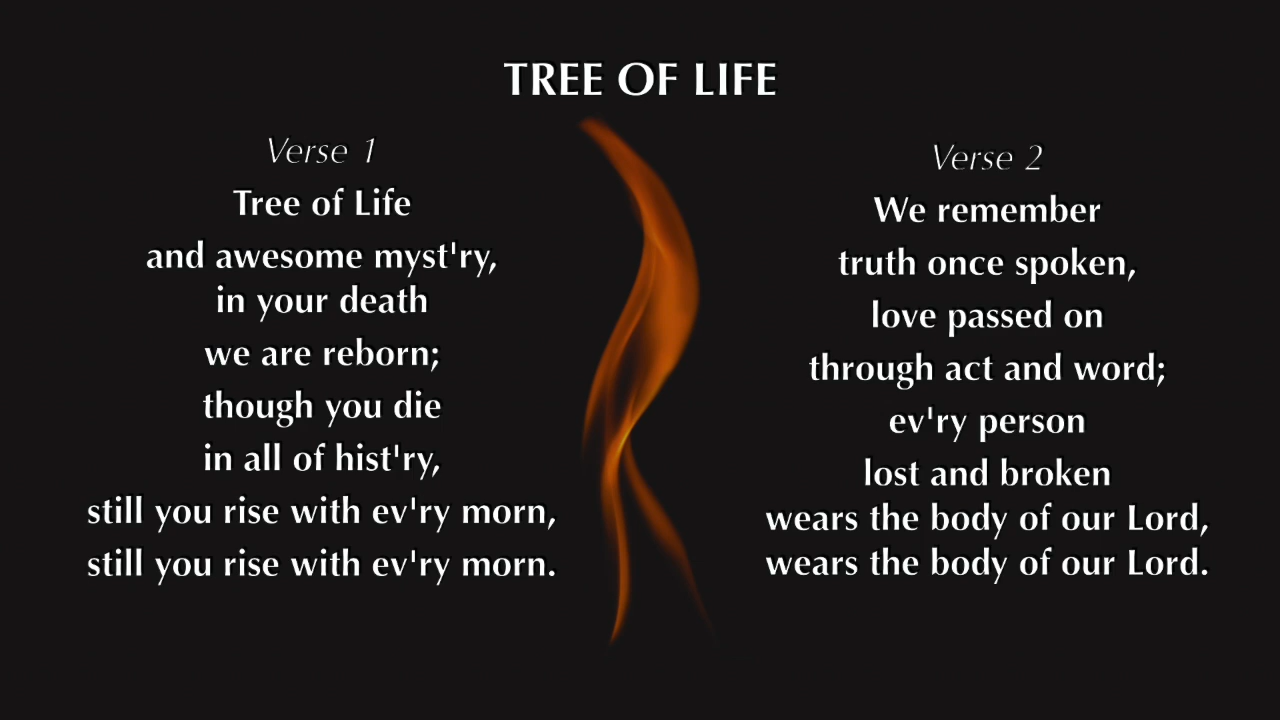 TREE OF LIFE
Verse 1
Tree of Life
and awesome myst'ry,
in your death
we are reborn;
though you die
in all of hist'ry,
still you rise with ev'ry morn,
still you rise with ev'ry morn.
Verse 2
We remember
truth once spoken,
love passed on
through act and word;
ev'ry person
lost and broken
wears the body of our Lord,
wears the body of our Lord.